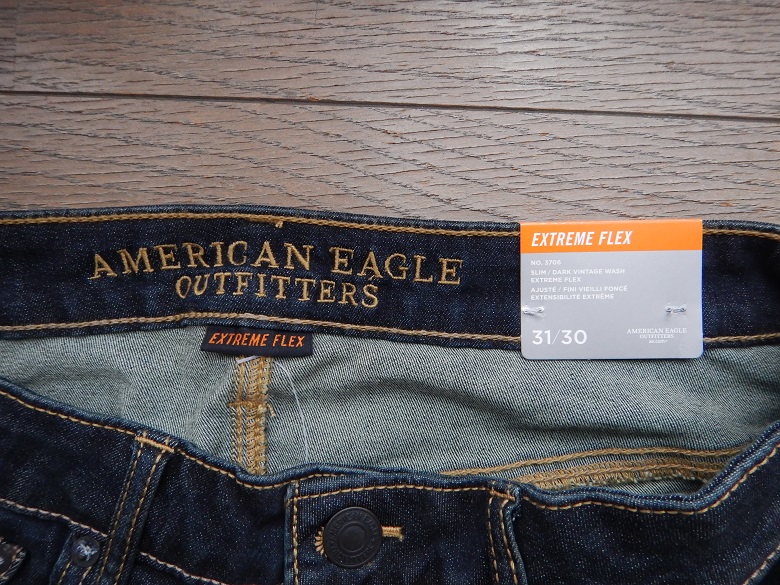 AMERICAN EAGLE
OUTFITTERS
EXTREME FLEX
EXTREME FLEX
NO. 3706
SLIM / DARK VINTAGE WASH
EXTREME FLEX
AJUSTÉ / FINI VIEILLI FONCÉ
EXTENSIBILITÉ EXTRÊME
31/30
AMERICAN EAGLE
OUTFITTERS